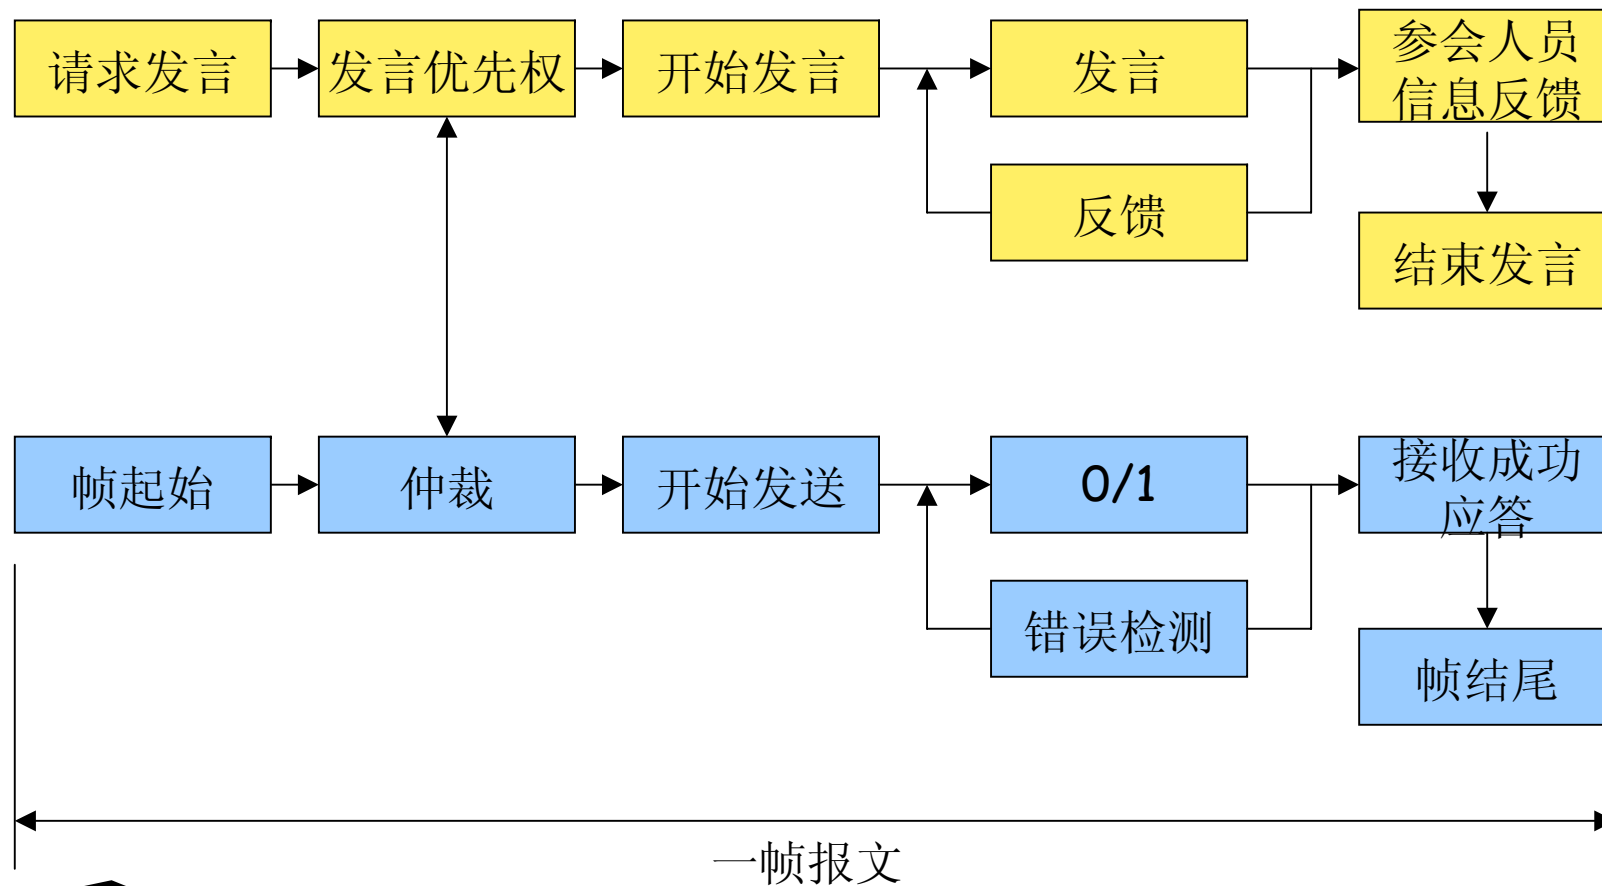 请求发言
发言优先权
开始发言
发言
参会人员
信息反馈
反馈
结束发言
帧起始
仲裁
开始发送
0/1
接收成功
应答
错误检测
帧结尾
一帧报文